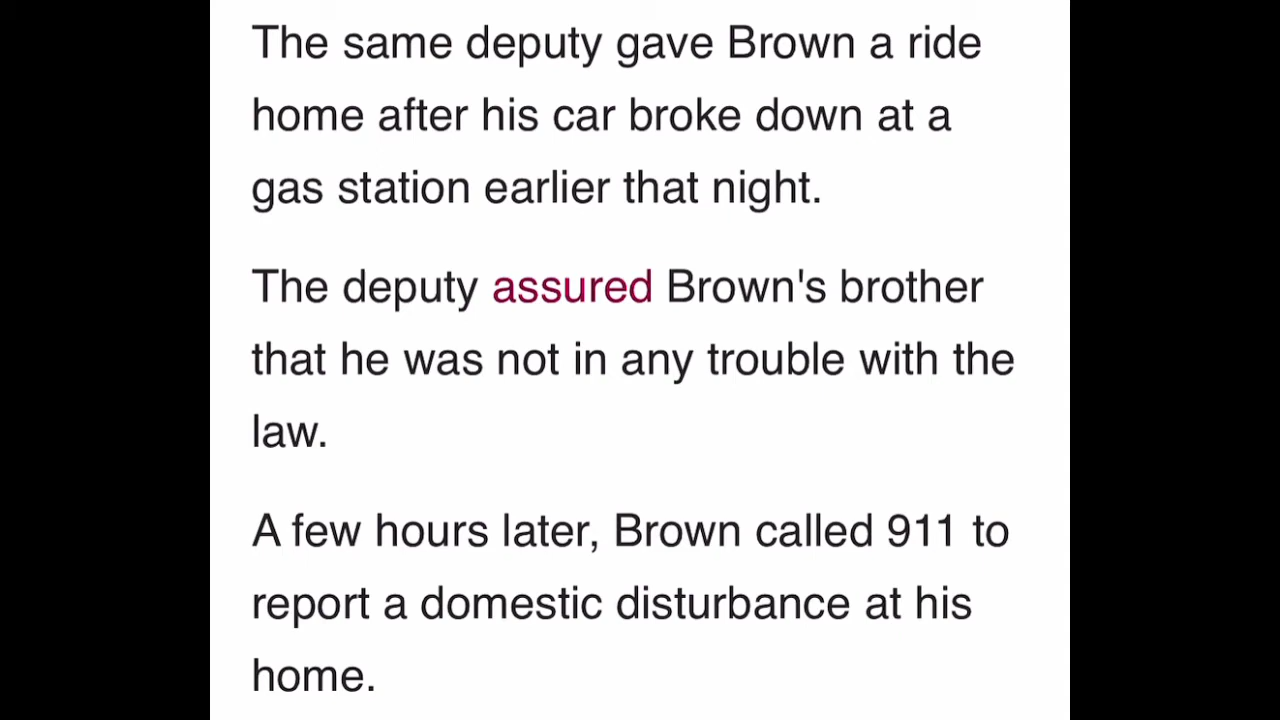 The same deputy gave Brown a ride
home after his car broke down at a
gas station earlier that night.
The deputy assured Brown's brother
that he was not in any trouble with the
law.
A few hours later, Brown called 911 to
report a domestic disturbance at his
home.